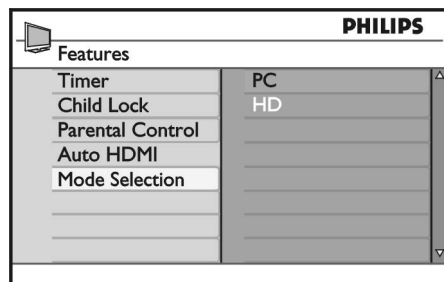 PHILIPS
Features
Timer
PC
Child Lock
HD
Parental Control
Auto HDMI
Mode Selection